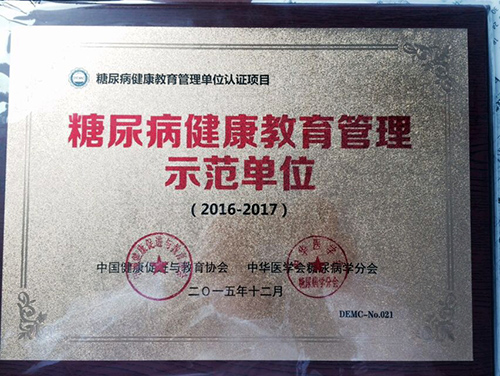 糖尿病健康教育管理单位认证项目
糖尿病健康教育管理
示范单位
（2016-2017）
中国健康促进与教育协会 中华医学会糖尿病学分会
二〇一五年十二月
DEMC-No.021